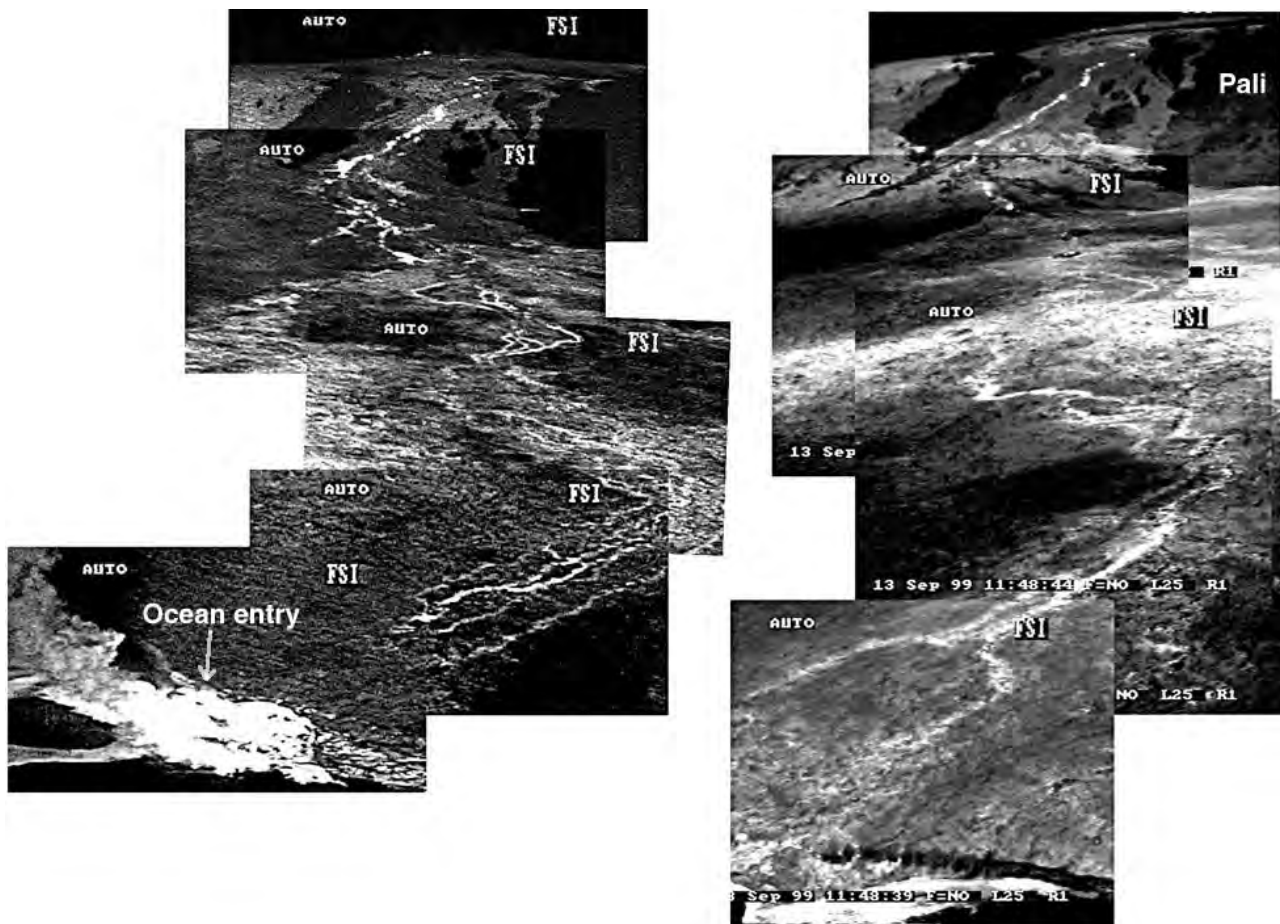 AUTO FSI
AUTO FSI
AUTO FSI
AUTO FSI
AUTO FSI
Ocean entry
Pali
AUTO FSI
R1
AUTO FSI
13 Sep
13 Sep 99 11:48:44 F=NO L25 R1
AUTO FSI
NO L25 R1
Sep 99 11:48:39 F=NO L25 R1